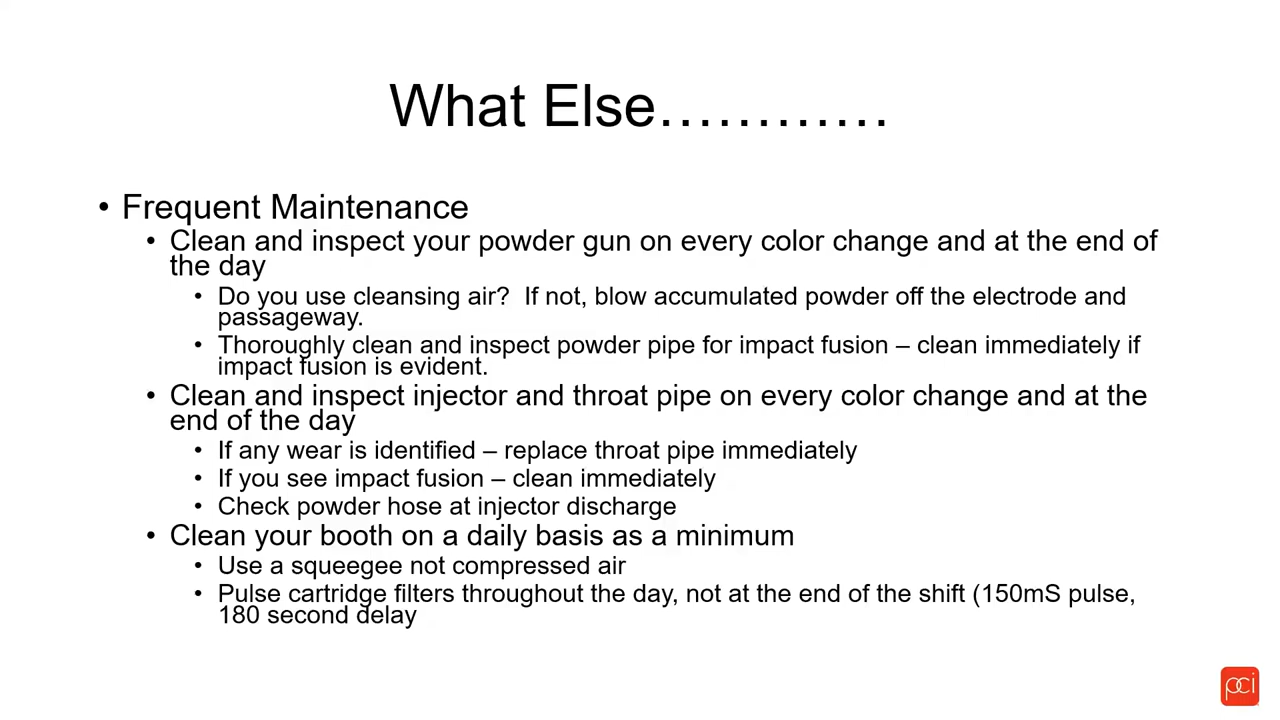 What Else…………
• Frequent Maintenance
• Clean and inspect your powder gun on every color change and at the end of
the day
• Do you use cleansing air?  If not, blow accumulated powder off the electrode and
passageway.
• Thoroughly clean and inspect powder pipe for impact fusion – clean immediately if
impact fusion is evident.
• Clean and inspect injector and throat pipe on every color change and at the
end of the day
• If any wear is identified – replace throat pipe immediately
• If you see impact fusion – clean immediately
• Check powder hose at injector discharge
• Clean your booth on a daily basis as a minimum
• Use a squeegee not compressed air
• Pulse cartridge filters throughout the day, not at the end of the shift (150mS pulse,
180 second delay
pci